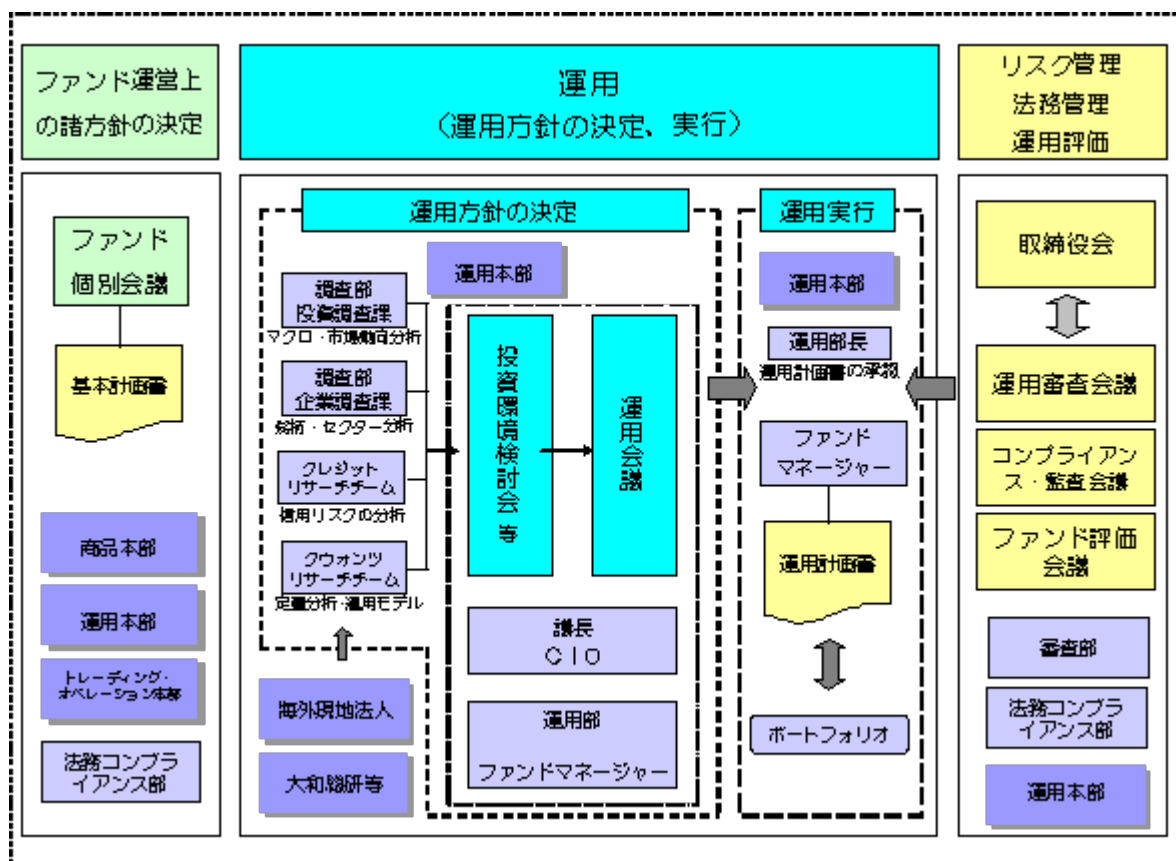 ファンド運営上
の諸方針の決定
運用
(運用方針の決定、実行)
リスク管理
法務管理
運用評価
ファンド
個別会議
基本計画書
商品本部
運用本部
トレーディング・
オペレーション本部
法務コンプラ
イアンス部
運用方針の決定
運用本部
調査部
投資調査課
マクロ・市場動向分析
調査部
企業調査課
銘柄・セクター分析
クレジット
リサーチチーム
信用リスクの分析
クウォンツ
リサーチチーム
定量分析・運用モデル
海外現地法人
大和総研等
投資環境検討会 等
運用会議
議長
CIO
運用部
ファンドマネージャー
運用実行
運用本部
運用部長
運用計画書の承認
ファンド
マネージャー
運用計画書
ポートフォリオ
取締役会
運用審査会議
コンプライアン
ス・監査会議
ファンド評価
会議
審査部
法務コンプラ
イアンス部
運用本部